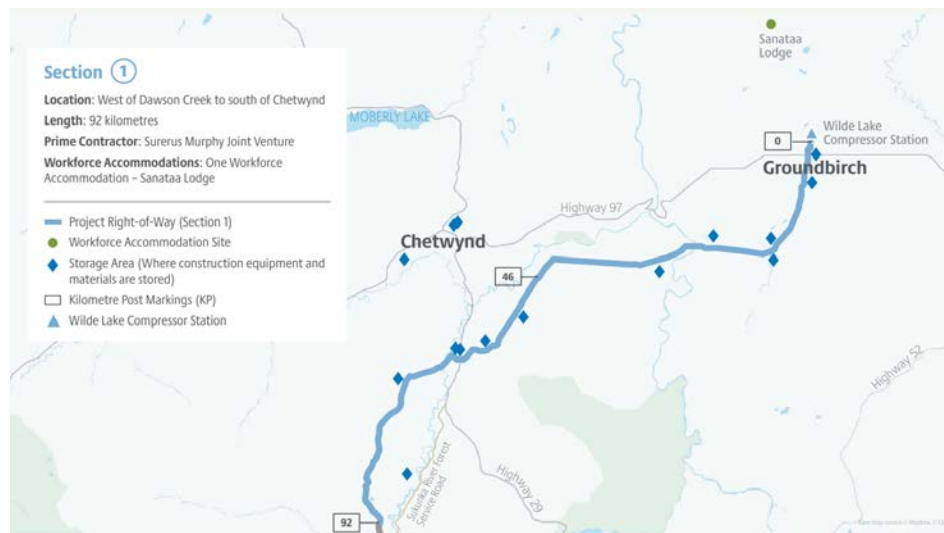 Section 1
Location: West of Dawson Creek to south of Chetwynd
Length: 92 kilometres
Prime Contractor: Surerus Murphy Joint Venture
Workforce Accommodations: One Workforce
Accommodation – Sanataa Lodge
Project Right-of-Way (Section 1)
Workforce Accommodation Site
Storage Area (Where construction equipment and
materials are stored)
Kilometre Post Markings (KP)
Wilde Lake Compressor Station
Sanataa
Lodge
MOBERLY LAKE
Wilde Lake
Compressor Station
0
Groundbirch
Highway 97
Chetwynd
46
Highway 52
Sukunka River Forest
Service Road
Highway 29
92